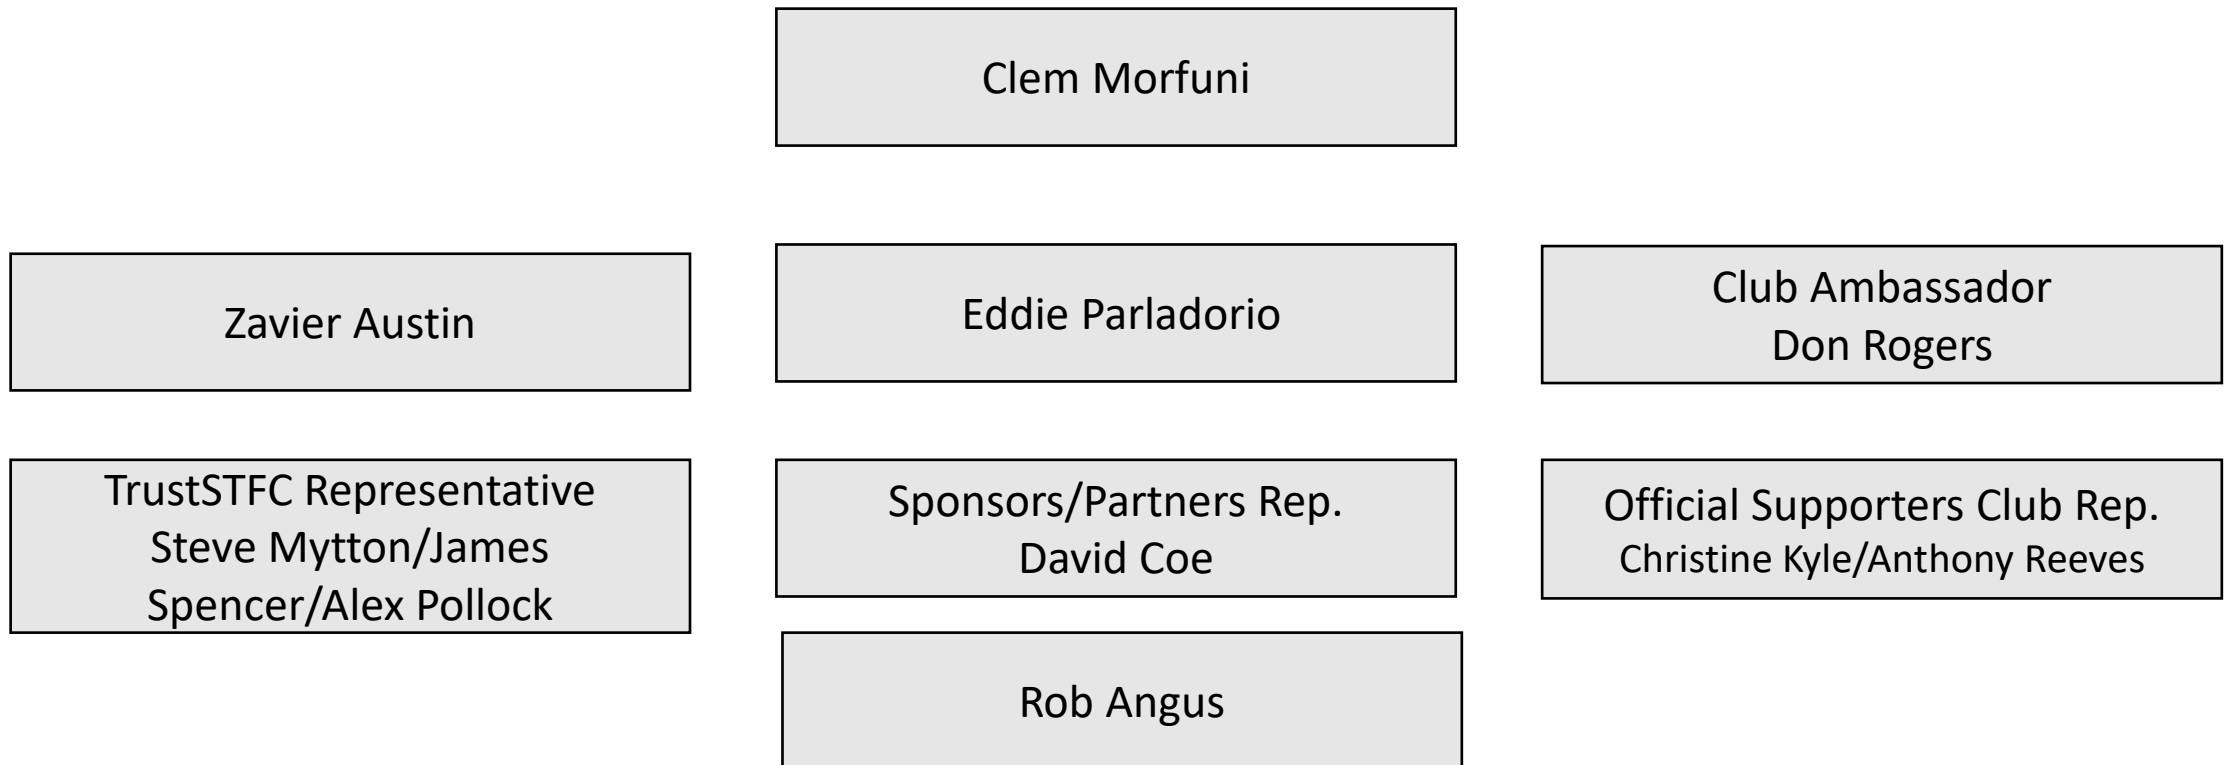 Clem Morfuni
Zavier Austin
Eddie Parladorio
Club Ambassador
Don Rogers
TrustSTFC Representative
Steve Mytton/James
Spencer/Alex Pollock
Sponsors/Partners Rep.
David Coe
Official Supporters Club Rep.
Christine Kyle/Anthony Reeves
Rob Angus